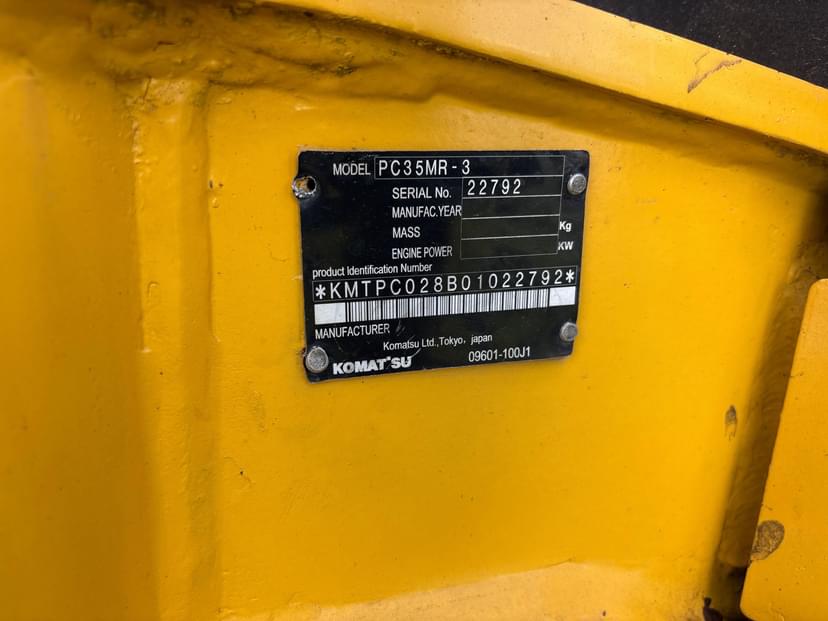 MODEL PC35MR-3
SERIAL No. 22792
MANUFAC.YEAR
MASS Kg
ENGINE POWER KW
product Identification Number
*KMTPC028B01022792*
MANUFACTURER
Komatsu Ltd.,Tokyo, japan
KOMATSU 09601-100J1